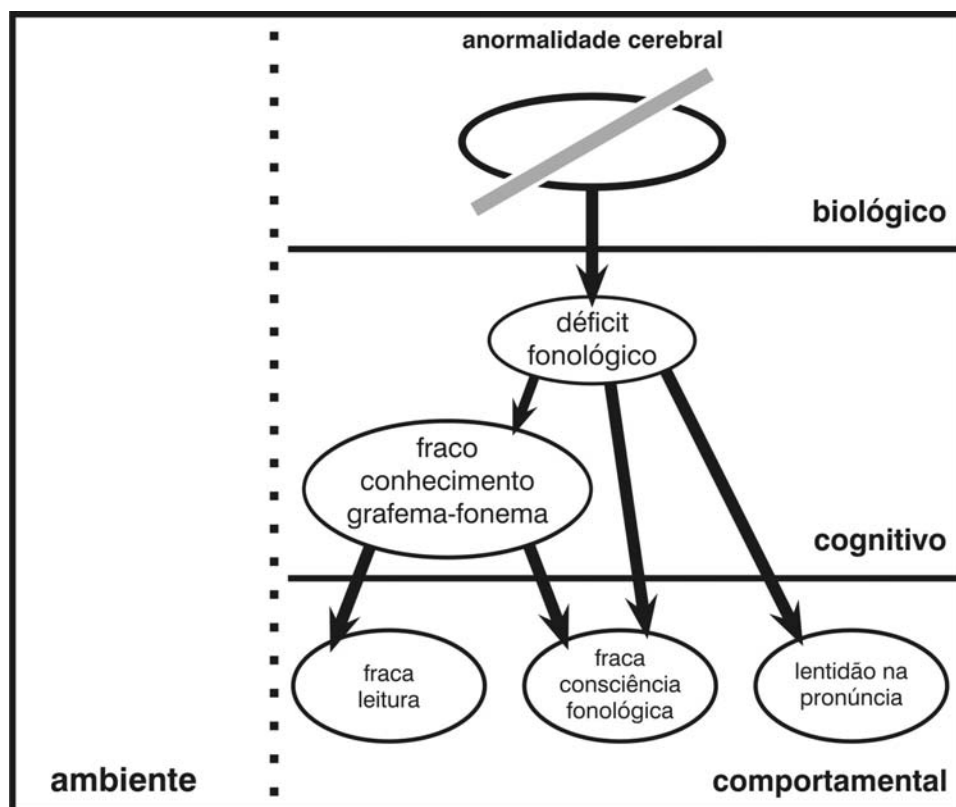 anormalidade cerebral
biológico
déficit
fonológico
fraco
conhecimento
grafema-fonema
cognitivo
fraca
leitura
fraca
consciência
fonológica
lentidão na
pronúncia
ambiente
comportamental